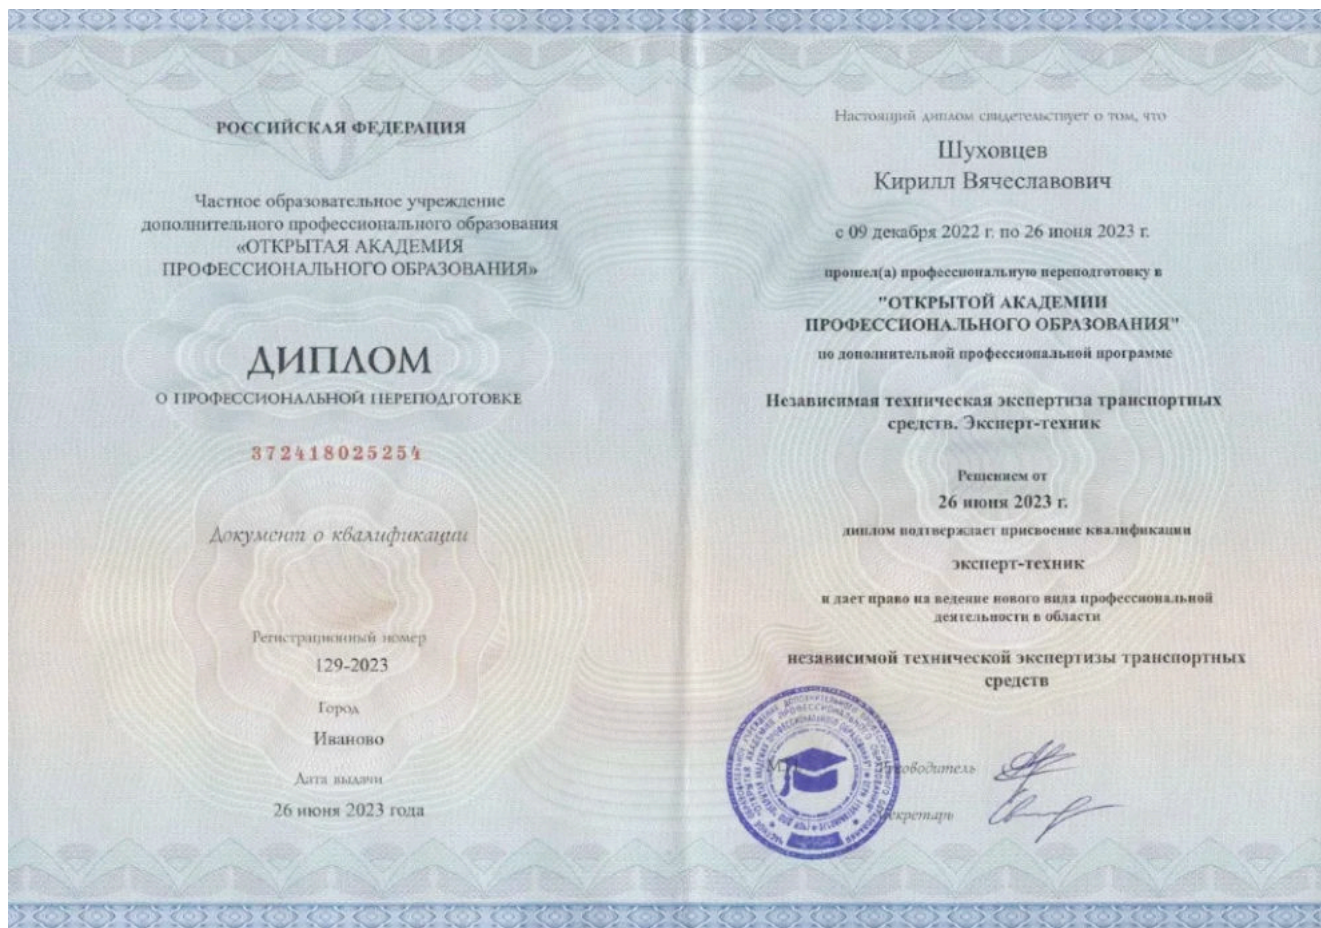 РОССИЙСКАЯ ФЕДЕРАЦИЯ
Частное образовательное учреждение
дополнительного профессионального образования
«ОТКРЫТАЯ АКАДЕМИЯ
ПРОФЕССИОНАЛЬНОГО ОБРАЗОВАНИЯ»
ДИПЛОМ
О ПРОФЕССИОНАЛЬНОЙ ПЕРЕПОДГОТОВКЕ
372418025254
Документ о квалификации
Регистрационный номер
129-2023
Город
Иваново
Дата выдачи
26 июня 2023 года
Настоящий диплом свидетельствует о том, что
Шуховцев
Кирилл Вячеславович
с 09 декабря 2022 г. по 26 июня 2023 г.
прошел(а) профессиональную переподготовку в
"ОТКРЫТОЙ АКАДЕМИИ
ПРОФЕССИОНАЛЬНОГО ОБРАЗОВАНИЯ"
по дополнительной профессиональной программе
Независимая техническая экспертиза транспортных
средств. Эксперт-техник
Решением от
26 июня 2023 г.
диплом подтверждает присвоение квалификации
эксперт-техник
и дает право на ведение нового вида профессиональной
деятельности в области
независимой технической экспертизы транспортных
средств
Руководитель
Секретарь